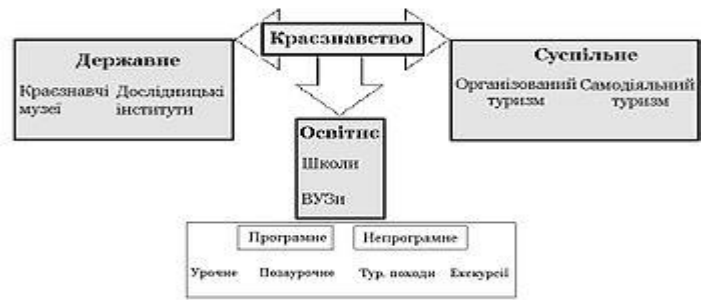 Краєзнавство
Державне
Краєзнавчі Дослідницькі
музеї інститути
Суспільне
Організований Самодіяльний
туризм туризм
Освітнє
Школи
ВУЗи
Програмне Непрограмне
Урочне Позаурочне Тур. походи Екскурсії